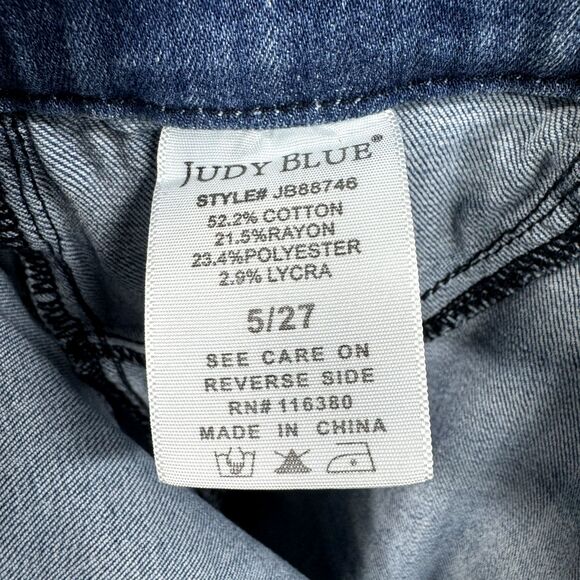 JUDY BLUE®
STYLE# JB88746
52.2% COTTON
21.5%RAYON
23.4%POLYESTER
2.9% LYCRA
5/27
SEE CARE ON
REVERSE SIDE
RN# 116380
MADE IN CHINA